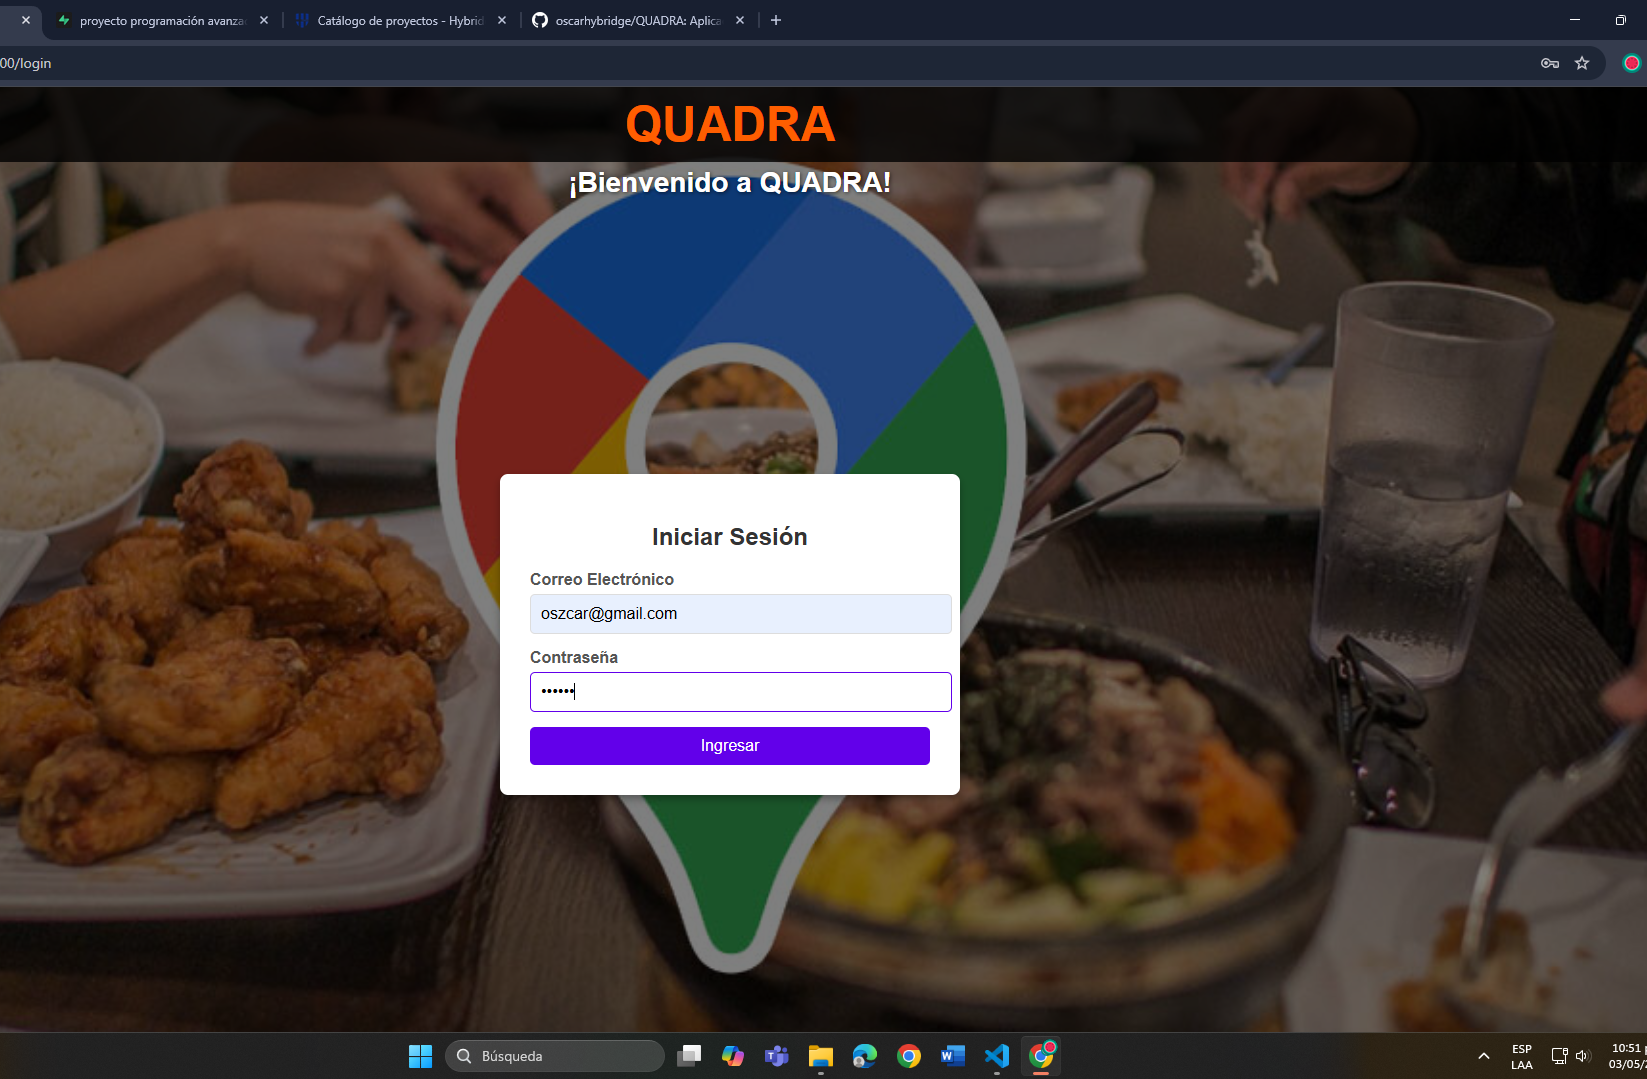 proyecto programación avanza
Catálogo de proyectos - Hybrid
oscarhybridge/QUADRA: Aplica
00/login
QUADRA
¡Bienvenido a QUADRA!
Iniciar Sesión
Correo Electrónico
oszcar@gmail.com
Contraseña
••••••
Ingresar
Búsqueda
ESP
LAA
10:51 p
03/05/2